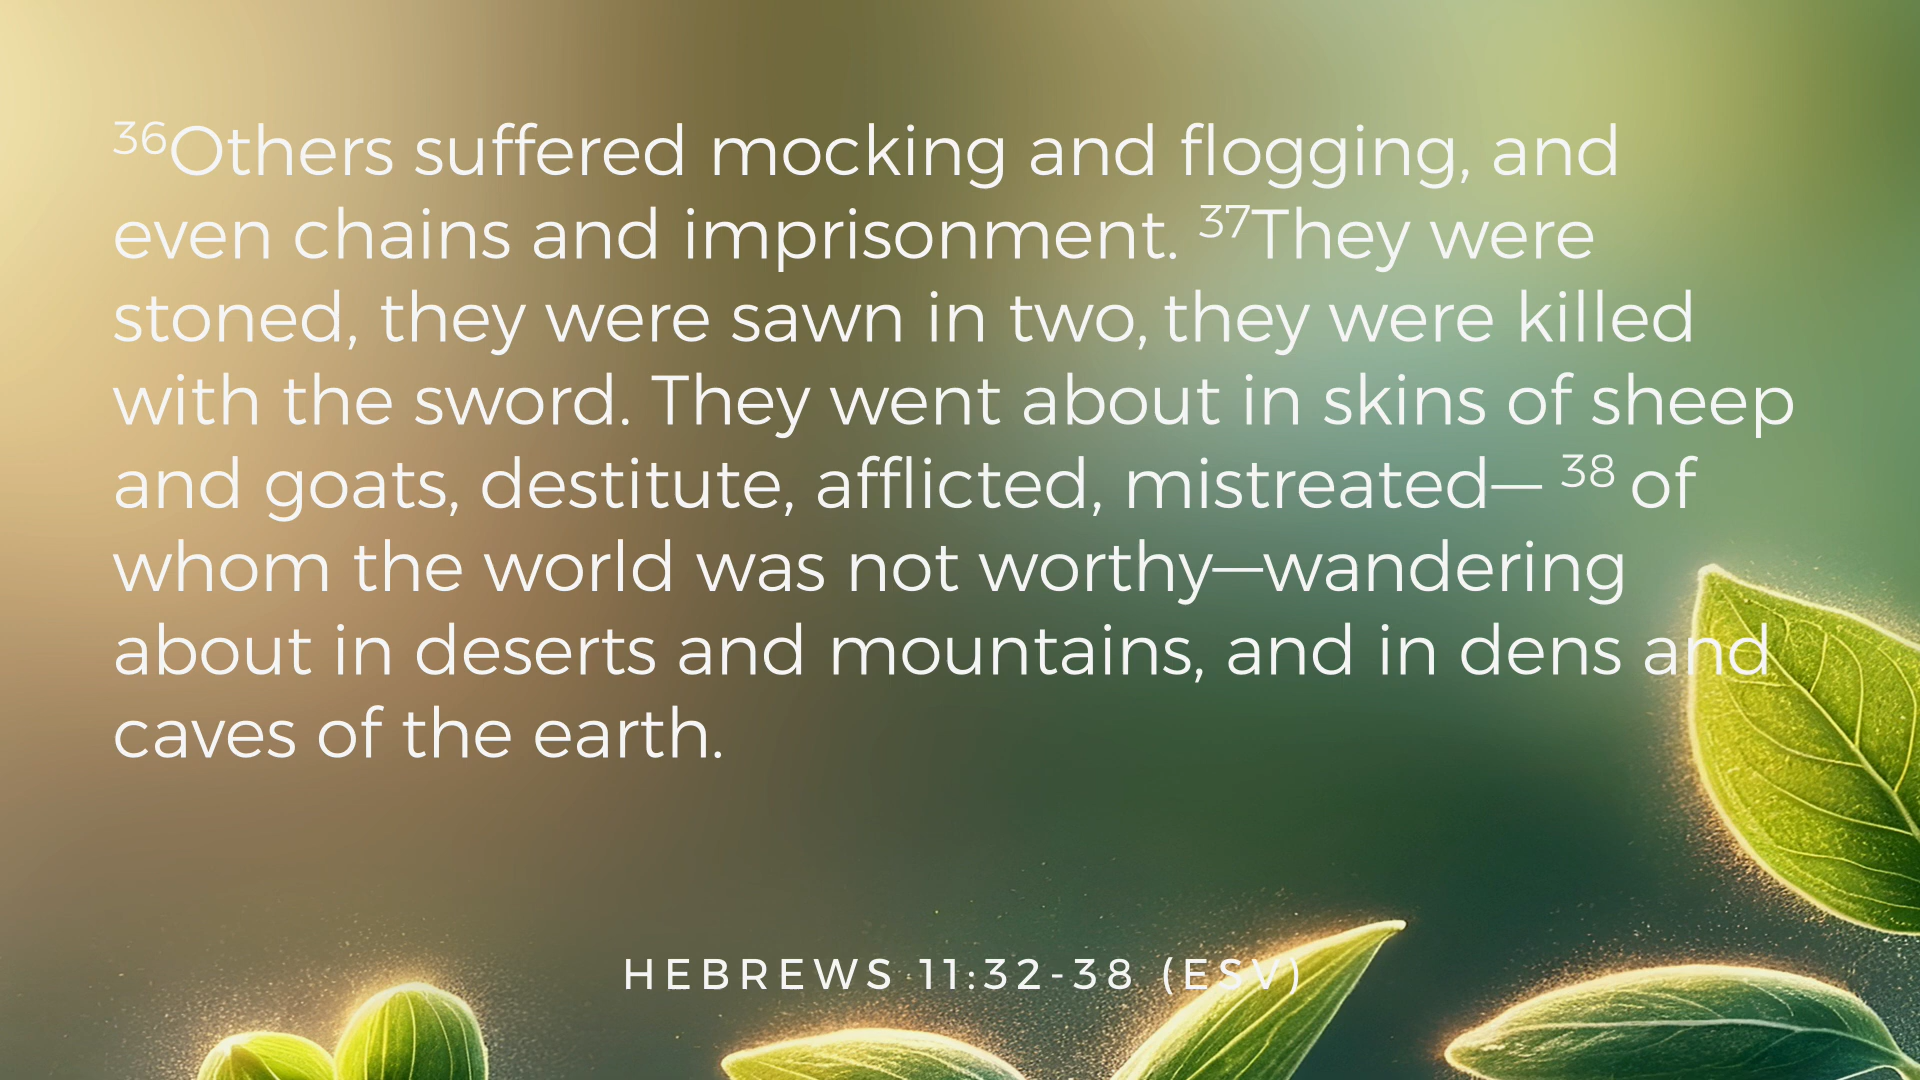 36Others suffered mocking and flogging, and
even chains and imprisonment. 37They were
stoned, they were sawn in two, they were killed
with the sword. They went about in skins of sheep
and goats, destitute, afflicted, mistreated— 38 of
whom the world was not worthy—wandering
about in deserts and mountains, and in dens and
caves of the earth.
HEBREWS 11:32-38 (ESV)